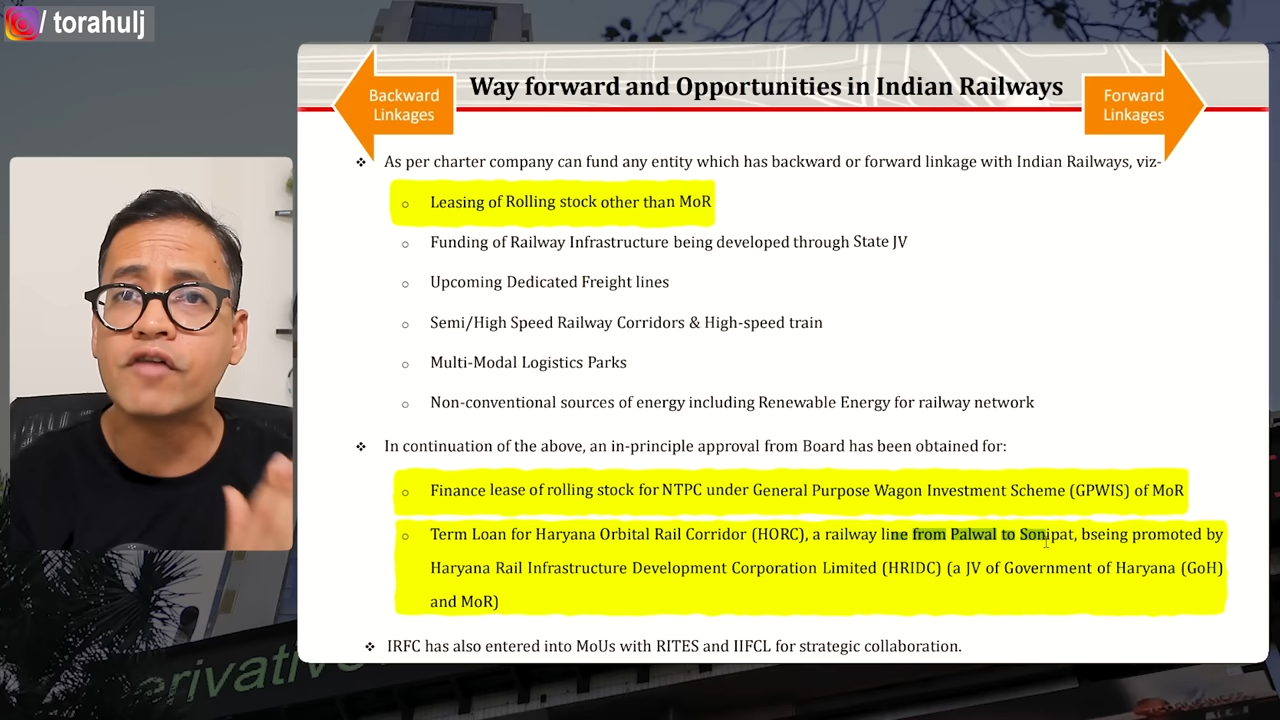 / torahulj
Backward
Linkages
Way forward and Opportunities in Indian Railways
Forward
Linkages
❖ As per charter company can fund any entity which has backward or forward linkage with Indian Railways, viz-
○ Leasing of Rolling stock other than MoR
○ Funding of Railway Infrastructure being developed through State JV
○ Upcoming Dedicated Freight lines
○ Semi/High Speed Railway Corridors & High-speed train
○ Multi-Modal Logistics Parks
○ Non-conventional sources of energy including Renewable Energy for railway network
❖ In continuation of the above, an in-principle approval from Board has been obtained for:
○ Finance lease of rolling stock for NTPC under General Purpose Wagon Investment Scheme (GPWIS) of MoR
○ Term Loan for Haryana Orbital Rail Corridor (HORC), a railway line from Palwal to Sonipat, bseing promoted by
Haryana Rail Infrastructure Development Corporation Limited (HRIDC) (a JV of Government of Haryana (GoH)
and MoR)
❖ IRFC has also entered into MoUs with RITES and IIFCL for strategic collaboration.